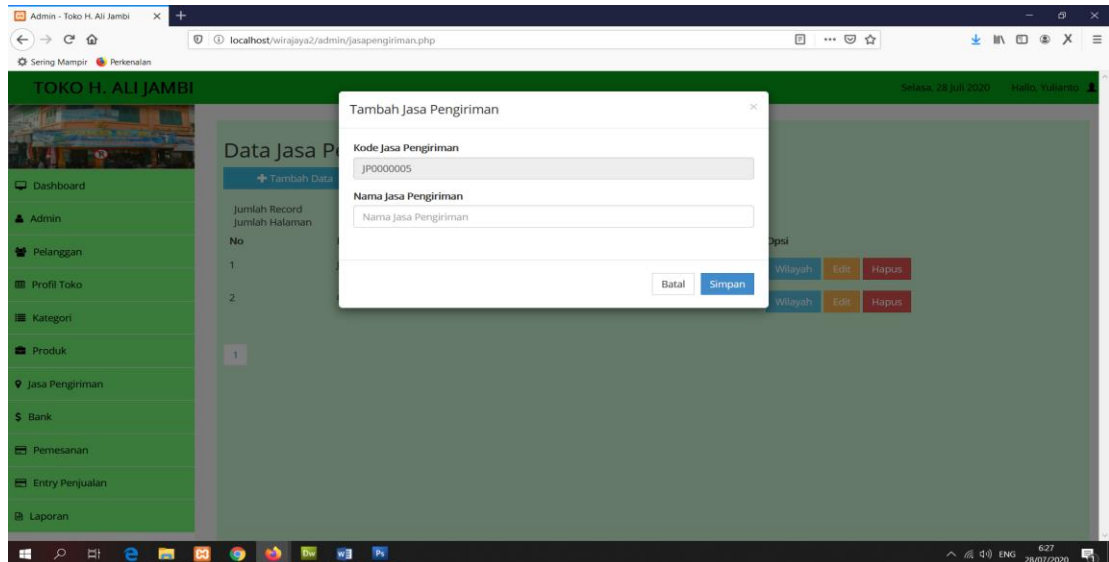 Admin - Toko H. Ali Jambi
localhost/wirajaya2/admin/jasapengiriman.php
Sering Mampir Perkenalan
TOKO H. ALI JAMBI
Selasa, 28 Juli 2020 Hallo, Yulianto
Dashboard
Admin
Pelanggan
Profil Toko
Kategori
Produk
Jasa Pengiriman
$ Bank
Pemesanan
Entry Penjualan
Laporan
Data Jasa
Tambah Data
Jumlah Record
Jumlah Halaman
No Opsi
1 Wilayah Edit Hapus
2 Wilayah Edit Hapus
1
Tambah Jasa Pengiriman ×
Kode Jasa Pengiriman
JP0000005
Nama Jasa Pengiriman
Nama Jasa Pengiriman
Batal Simpan
Dw Ps
ENG 6:27
28/07/2020